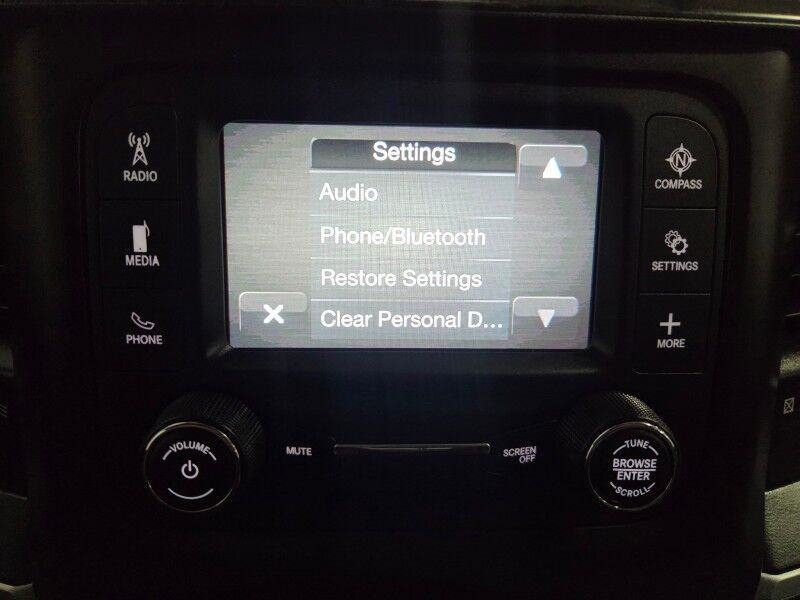 RADIO
MEDIA
PHONE
Settings
Audio
Phone/Bluetooth
Restore Settings
Clear Personal D...
N
COMPASS
SETTINGS
MORE
VOLUME
MUTE
SCREEN
OFF
TUNE
BROWSE
ENTER
SCROLL